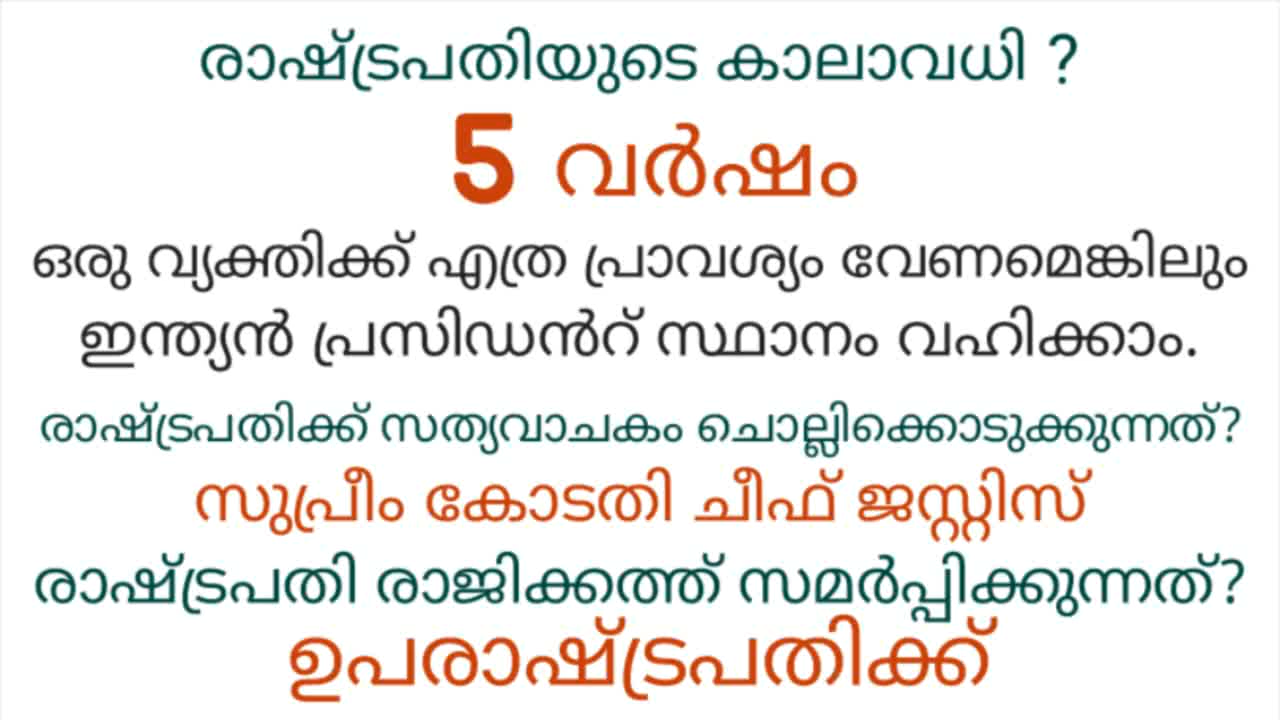 രാഷ്ട്രപതിയുടെ കാലാവധി ?
5 വർഷം
ഒരു വ്യക്തിക്ക് എത്ര പ്രാവശ്യം വേണമെങ്കിലും
ഇന്ത്യൻ പ്രസിഡൻറ് സ്ഥാനം വഹിക്കാം.
രാഷ്ട്രപതിക്ക് സത്യവാചകം ചൊല്ലിക്കൊടുക്കുന്നത്?
സുപ്രീം കോടതി ചീഫ് ജസ്റ്റിസ്
രാഷ്ട്രപതി രാജിക്കത്ത് സമർപ്പിക്കുന്നത്?
ഉപരാഷ്ട്രപതിക്ക്